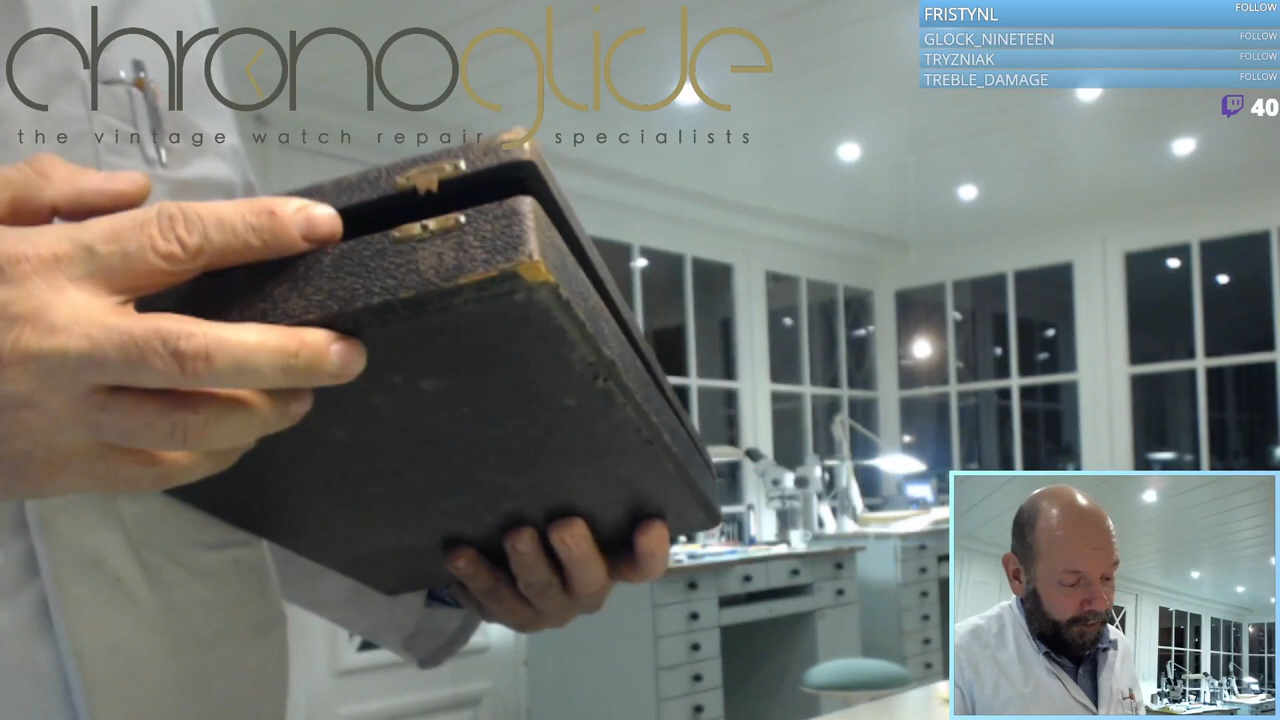 chronoglide
the vintage watch repair specialists
FRISTYNL FOLLOW
GLOCK_NINETEEN FOLLOW
TRYZNIAK FOLLOW
TREBLE_DAMAGE FOLLOW
40